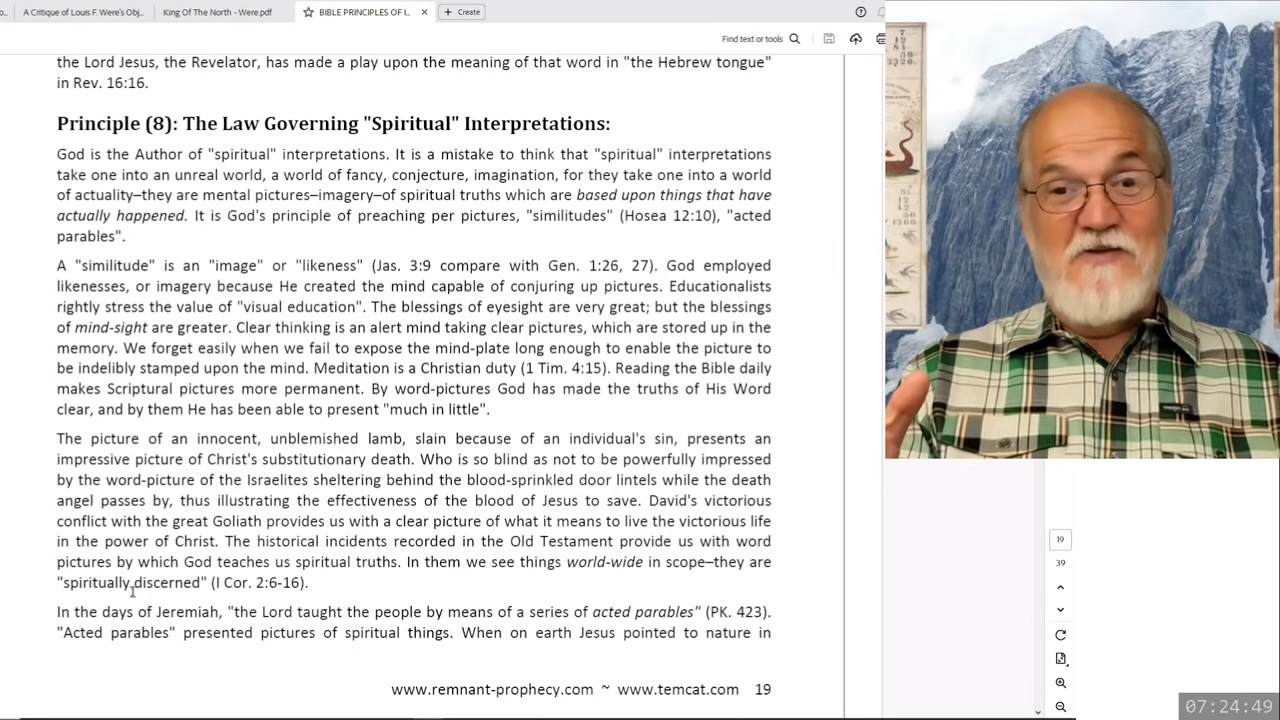 A Critique of Louis F. Were's Obj..
King Of The North - Were.pdf
BIBLE PRINCIPLES OF I..
Create
Find text or tools
the Lord Jesus, the Revelator, has made a play upon the meaning of that word in "the Hebrew tongue"
in Rev. 16:16.
Principle (8): The Law Governing "Spiritual" Interpretations:
God is the Author of "spiritual" interpretations. It is a mistake to think that "spiritual" interpretations
take one into an unreal world, a world of fancy, conjecture, imagination, for they take one into a world
of actuality–they are mental pictures–imagery–of spiritual truths which are based upon things that have
actually happened. It is God's principle of preaching per pictures, "similitudes" (Hosea 12:10), "acted
parables".
A "similitude" is an "image" or "likeness" (Jas. 3:9 compare with Gen. 1:26, 27). God employed
likenesses, or imagery because He created the mind capable of conjuring up pictures. Educationalists
rightly stress the value of "visual education". The blessings of eyesight are very great; but the blessings
of mind-sight are greater. Clear thinking is an alert mind taking clear pictures, which are stored up in the
memory. We forget easily when we fail to expose the mind-plate long enough to enable the picture to
be indelibly stamped upon the mind. Meditation is a Christian duty (1 Tim. 4:15). Reading the Bible daily
makes Scriptural pictures more permanent. By word-pictures God has made the truths of His Word
clear, and by them He has been able to present "much in little".
The picture of an innocent, unblemished lamb, slain because of an individual's sin, presents an
impressive picture of Christ's substitutionary death. Who is so blind as not to be powerfully impressed
by the word-picture of the Israelites sheltering behind the blood-sprinkled door lintels while the death
angel passes by, thus illustrating the effectiveness of the blood of Jesus to save. David's victorious
conflict with the great Goliath provides us with a clear picture of what it means to live the victorious life
in the power of Christ. The historical incidents recorded in the Old Testament provide us with word
pictures by which God teaches us spiritual truths. In them we see things world-wide in scope–they are
"spiritually discerned" (I Cor. 2:6-16).
In the days of Jeremiah, "the Lord taught the people by means of a series of acted parables" (PK. 423).
"Acted parables" presented pictures of spiritual things. When on earth Jesus pointed to nature in
www.remnant-prophecy.com ~ www.temcat.com 19
19
39
07:24:49